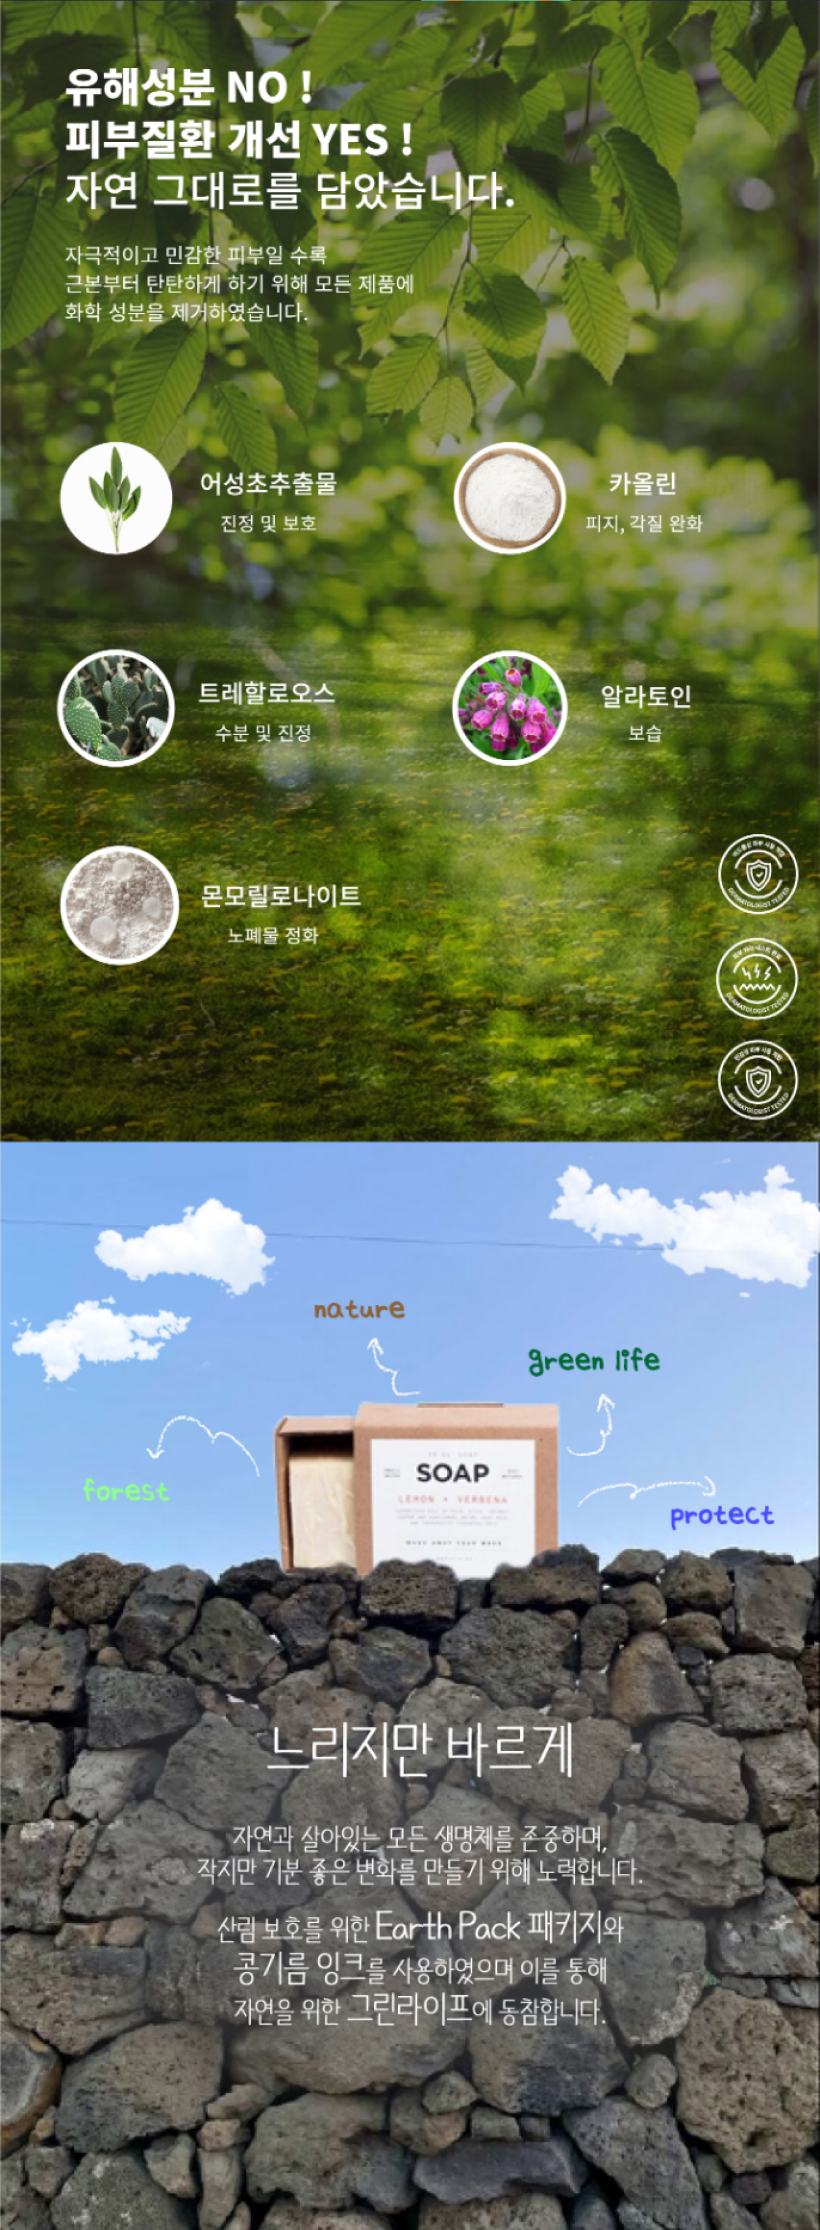 유해성분 NO !
피부질환 개선 YES !
자연 그대로를 담았습니다.
자극적이고 민감한 피부일 수록
근본부터 탄탄하게 하기 위해 모든 제품에
화학 성분을 제거하였습니다.
어성초추출물
진정 및 보호
카올린
피지, 각질 완화
트레할로오스
수분 및 진정
알라토인
보습
몬모릴로나이트
노폐물 정화
DERMATOLOGIST TESTED
DERMATOLOGIST TESTED
DERMATOLOGIST TESTED
nature
green life
forest
protect
SOAP
LEMON + VERBENA
느리지만 바르게
자연과 살아있는 모든 생명체를 존중하며,
작지만 기분 좋은 변화를 만들기 위해 노력합니다.
산림 보호를 위한 Earth Pack 패키지와
콩기름 잉크를 사용하였으며 이를 통해
자연을 위한 그린라이프에 동참합니다.